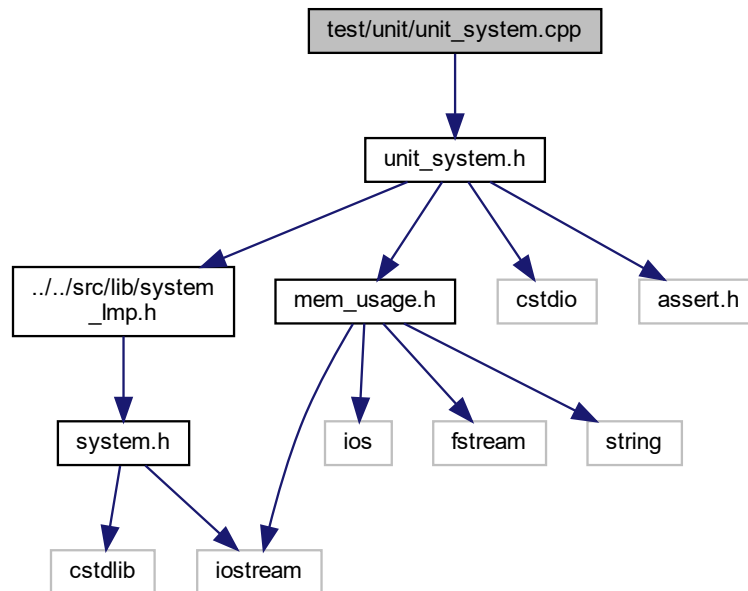 test/unit/unit_system.cpp
unit_system.h
../../src/lib/system
_Imp.h
mem_usage.h
cstdio
assert.h
system.h
ios
fstream
string
cstdlib
iostream